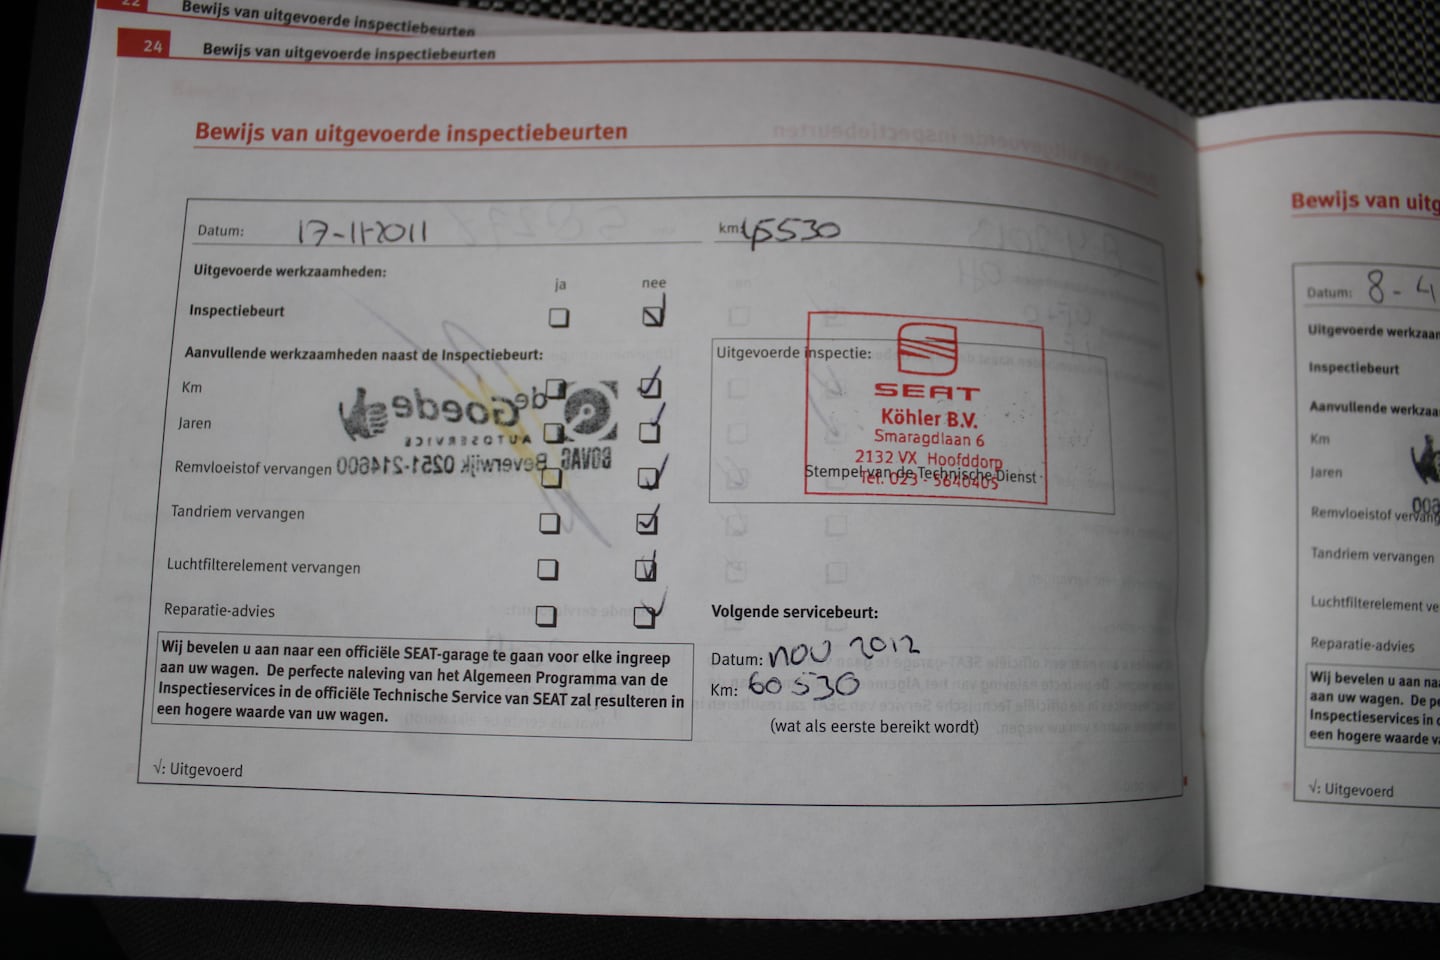 22 Bewijs van uitgevoerde inspectiebeurten
24 Bewijs van uitgevoerde inspectiebeurten
Bewijs van uitgevoerde inspectiebeurten
Datum: 17-11-2011 km: 45530
Uitgevoerde werkzaamheden:
ja nee
Inspectiebeurt
Aanvullende werkzaamheden naast de Inspectiebeurt:
Km
Jaren
Remvloeistof vervangen
Tandriem vervangen
Luchtfilterelement vervangen
Reparatie-advies
de Goede
AUTOSERVICE
BOVAG Beverwijk 0251-214600
Wij bevelen u aan naar een officiële SEAT-garage te gaan voor elke ingreep
aan uw wagen. De perfecte naleving van het Algemeen Programma van de
Inspectieservices in de officiële Technische Service van SEAT zal resulteren in
een hogere waarde van uw wagen.
√: Uitgevoerd
Uitgevoerde inspectie:
SEAT
Köhler B.V.
Smaragdlaan 6
2132 VX Hoofddorp
Tel. 023 - 5640405
Stempel van de Technische Dienst
Volgende servicebeurt:
Datum: nov 2012
Km: 60530
(wat als eerste bereikt wordt)
Bewijs van uitg
Datum: 8-4
Uitgevoerde werkzaam
Inspectiebeurt
Aanvullende werkzaa
Km
Jaren
Remvloeistof vervang
Tandriem vervangen
Luchtfilterelement ve
Reparatie-advies
Wij bevelen u aan na
aan uw wagen. De pe
Inspectieservices in o
een hogere waarde va
√: Uitgevoerd